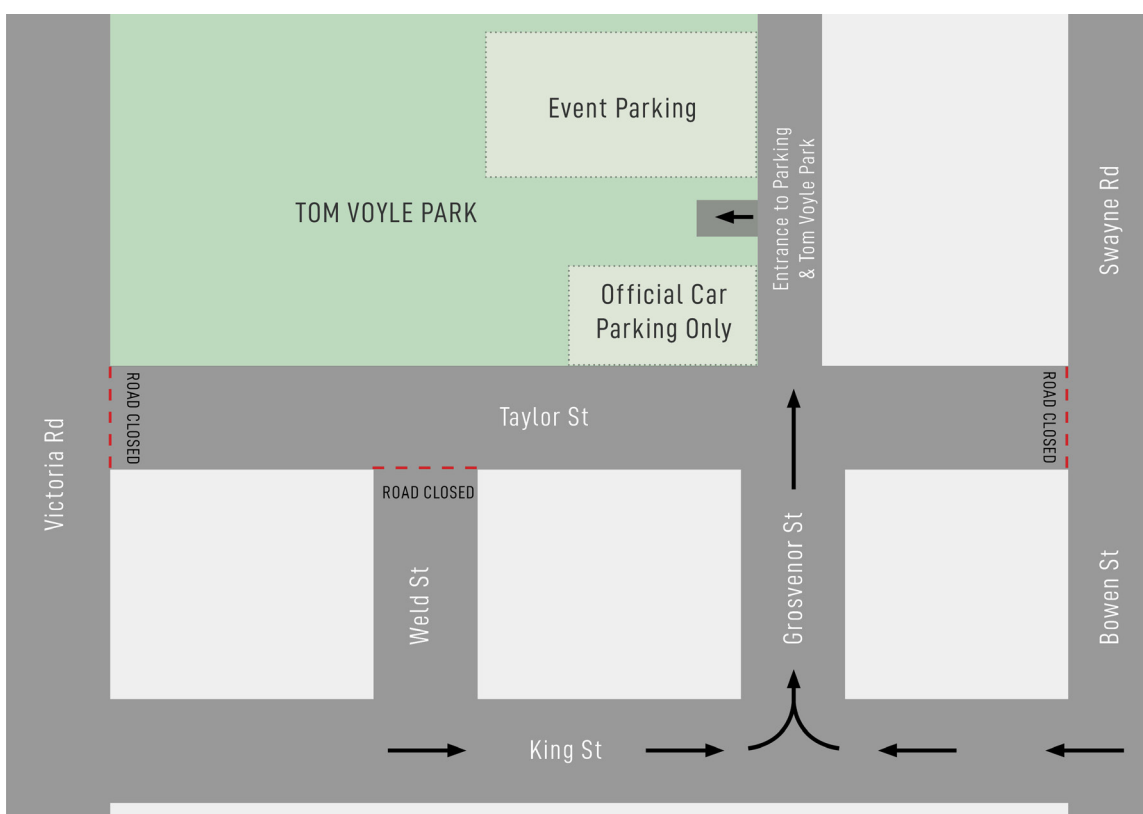 Event Parking
TOM VOYLE PARK
Entrance to Parking
& Tom Voyle Park
Swayne Rd
Official Car
Parking Only
ROAD CLOSED
Taylor St
ROAD CLOSED
Victoria Rd
ROAD CLOSED
Weld St
Grosvenor St
Bowen St
King St